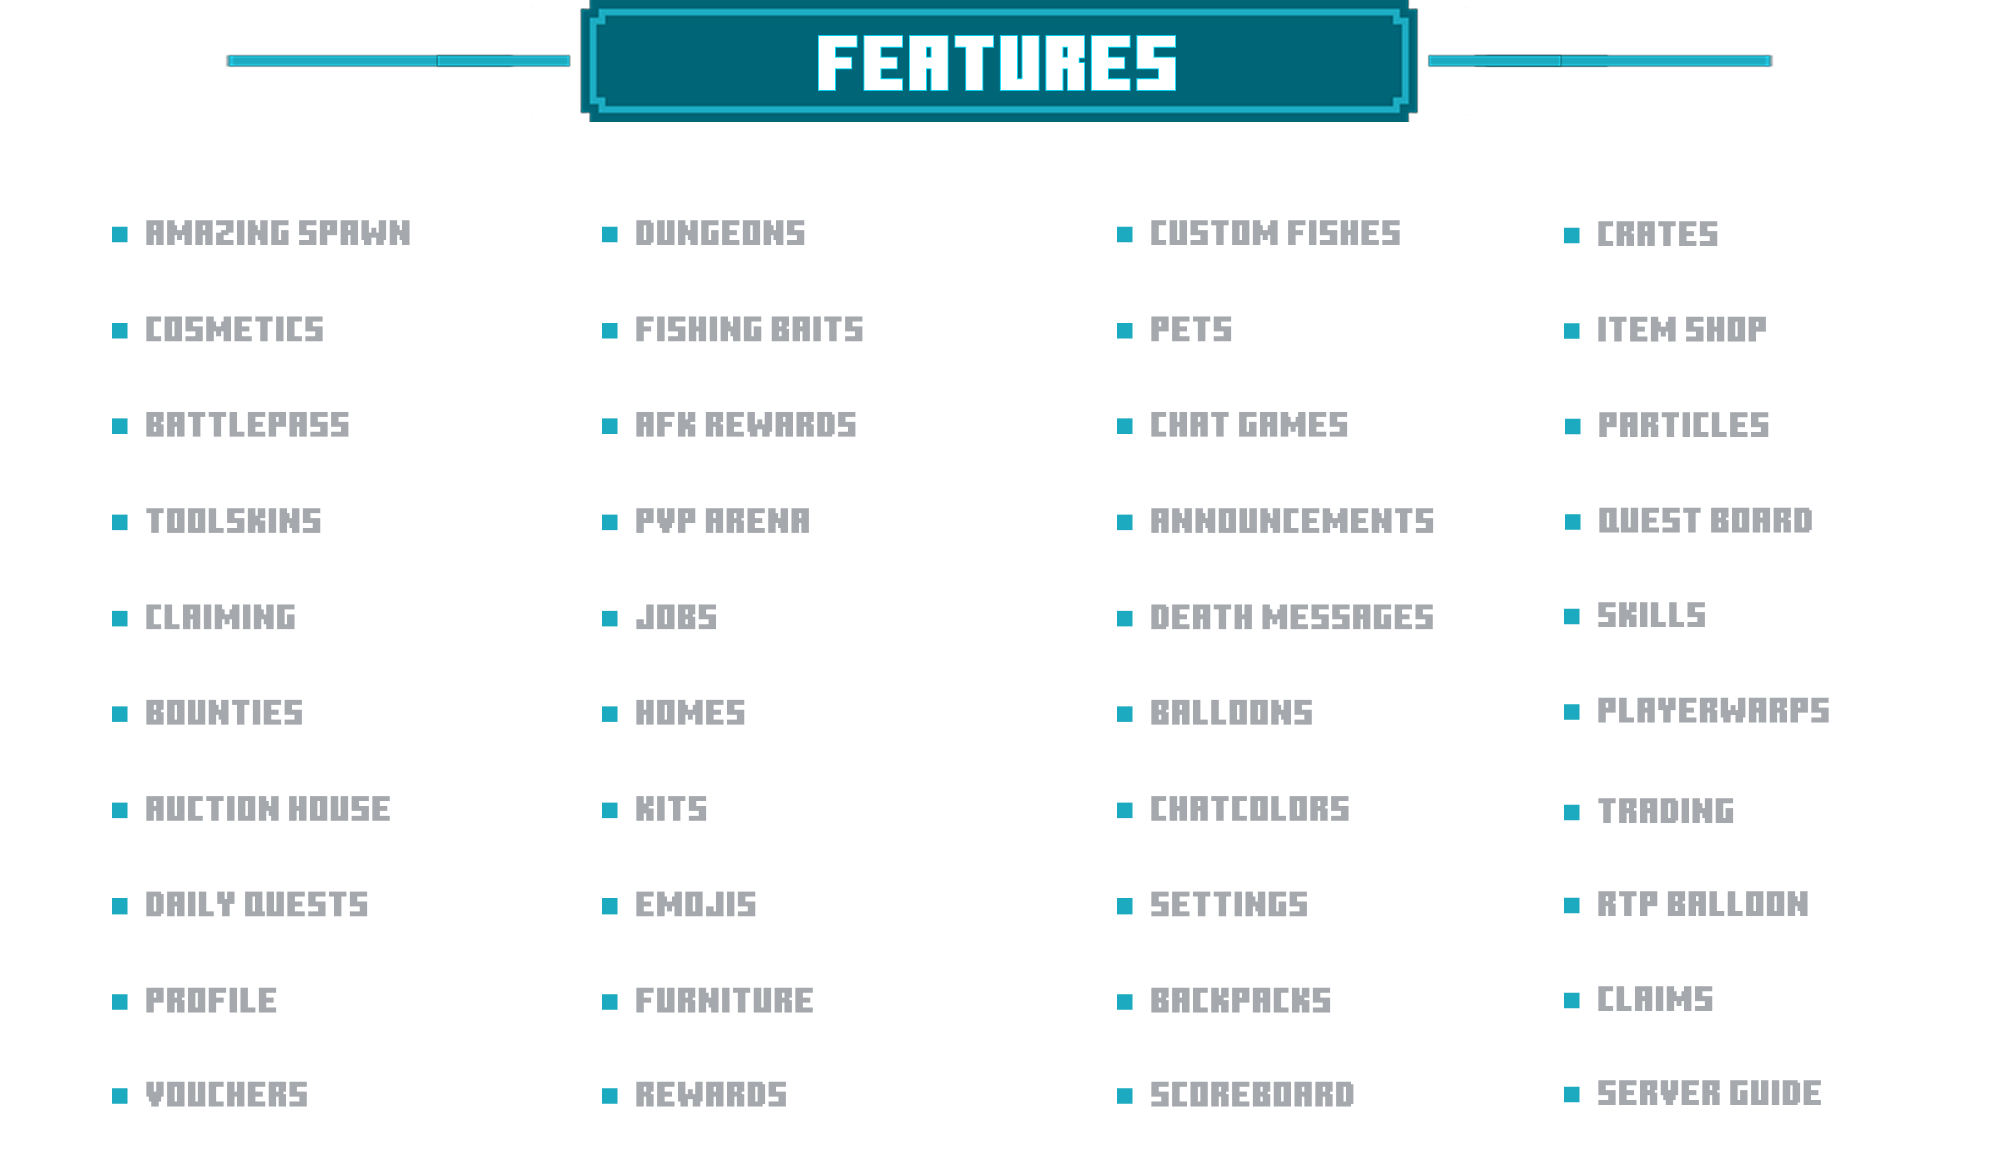 FEATURES
AMAZING SPAWN
COSMETICS
BATTLEPASS
TOOLSKINS
CLAIMING
BOUNTIES
AUCTION HOUSE
DAILY QUESTS
PROFILE
VOUCHERS
DUNGEONS
FISHING BAITS
AFK REWARDS
PVP ARENA
JOBS
HOMES
KITS
EMOJIS
FURNITURE
REWARDS
CUSTOM FISHES
PETS
CHAT GAMES
ANNOUNCEMENTS
DEATH MESSAGES
BALLOONS
CHATCOLORS
SETTINGS
BACKPACKS
SCOREBOARD
CRATES
ITEM SHOP
PARTICLES
QUEST BOARD
SKILLS
PLAYERWARPS
TRADING
RTP BALLOON
CLAIMS
SERVER GUIDE